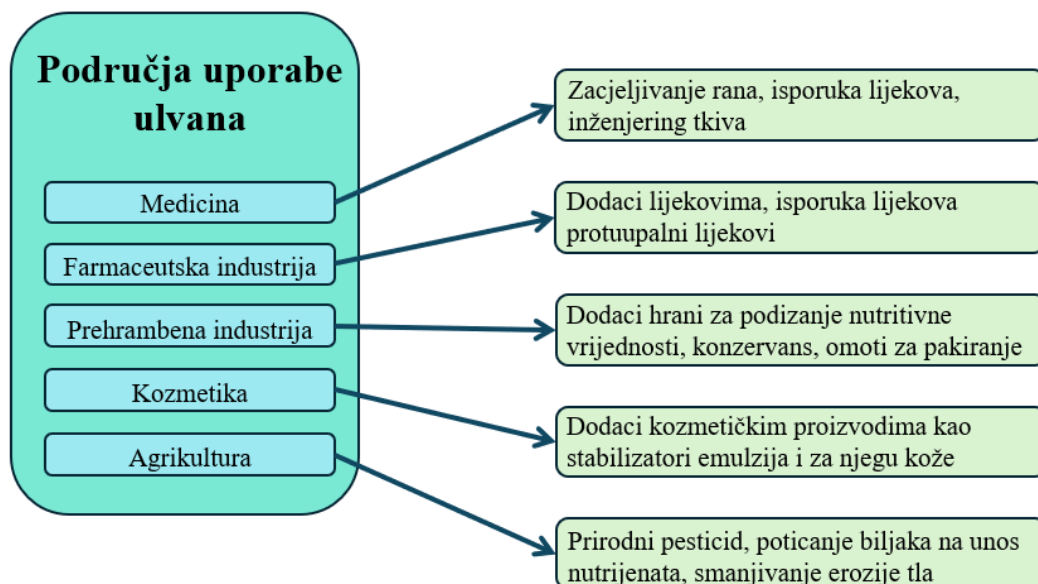 Područja uporabe
ulvana
Medicina
Farmaceutska industrija
Prehrambena industrija
Kozmetika
Agrikultura
Zacjeljivanje rana, isporuka lijekova,
inženjering tkiva
Dodaci lijekovima, isporuka lijekova
protuupalni lijekovi
Dodaci hrani za podizanje nutritivne
vrijednosti, konzervans, omoti za pakiranje
Dodaci kozmetičkim proizvodima kao
stabilizatori emulzija i za njegu kože
Prirodni pesticid, poticanje biljaka na unos
nutrijenata, smanjivanje erozije tla